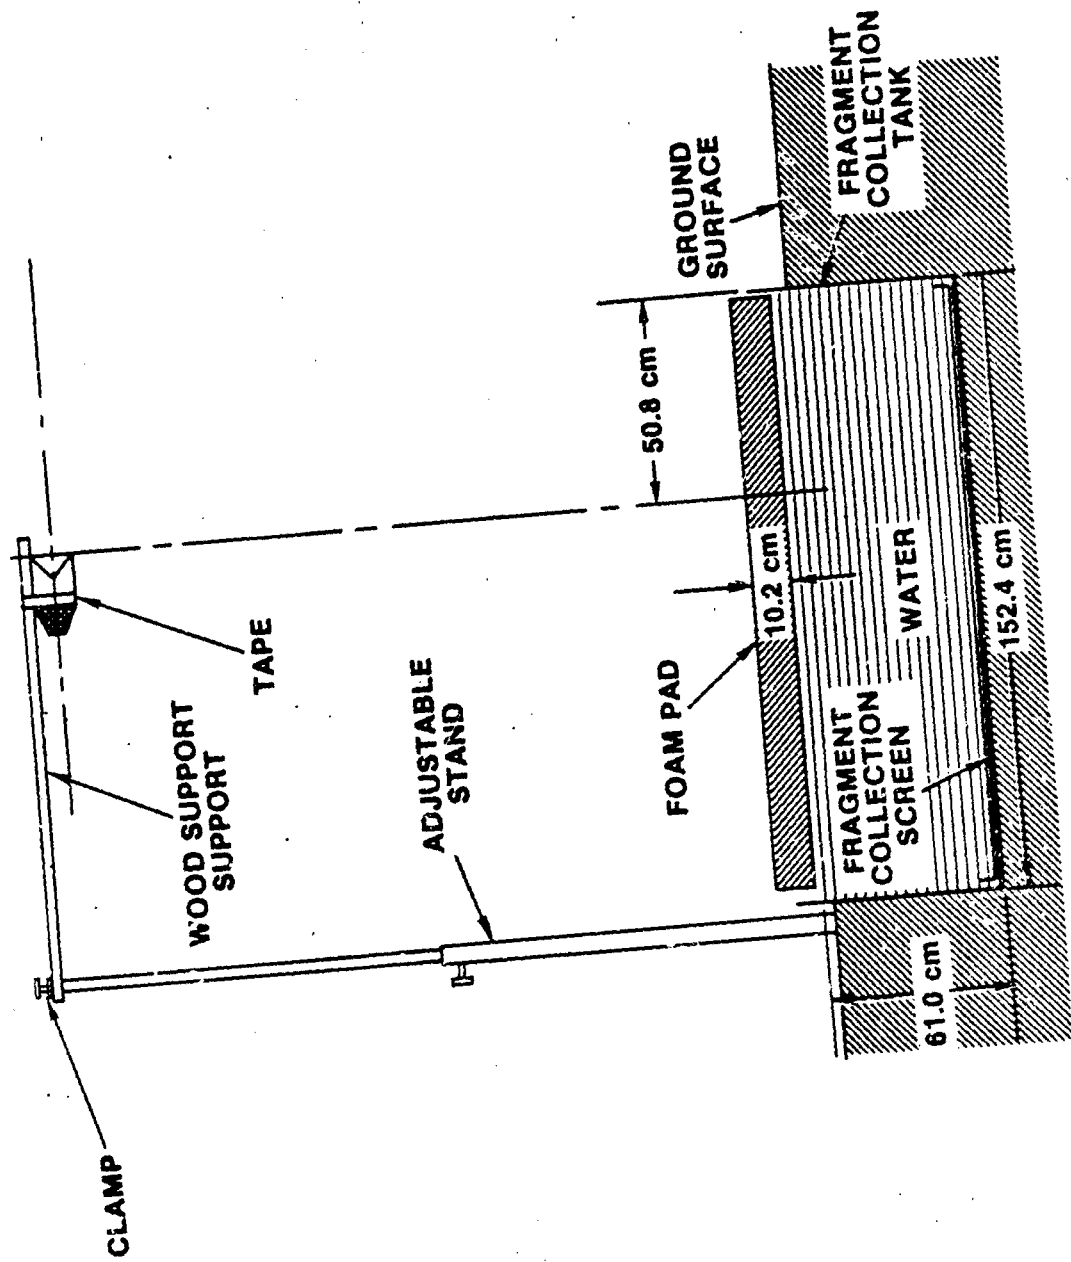 CLAMP
WOOD SUPPORT
SUPPORT
TAPE
ADJUSTABLE
STAND
FOAM PAD
50.8 cm
GROUND
SURFACE
10.2 cm
FRAGMENT
COLLECTION
TANK
WATER
FRAGMENT
COLLECTION
SCREEN
152.4 cm
61.0 cm